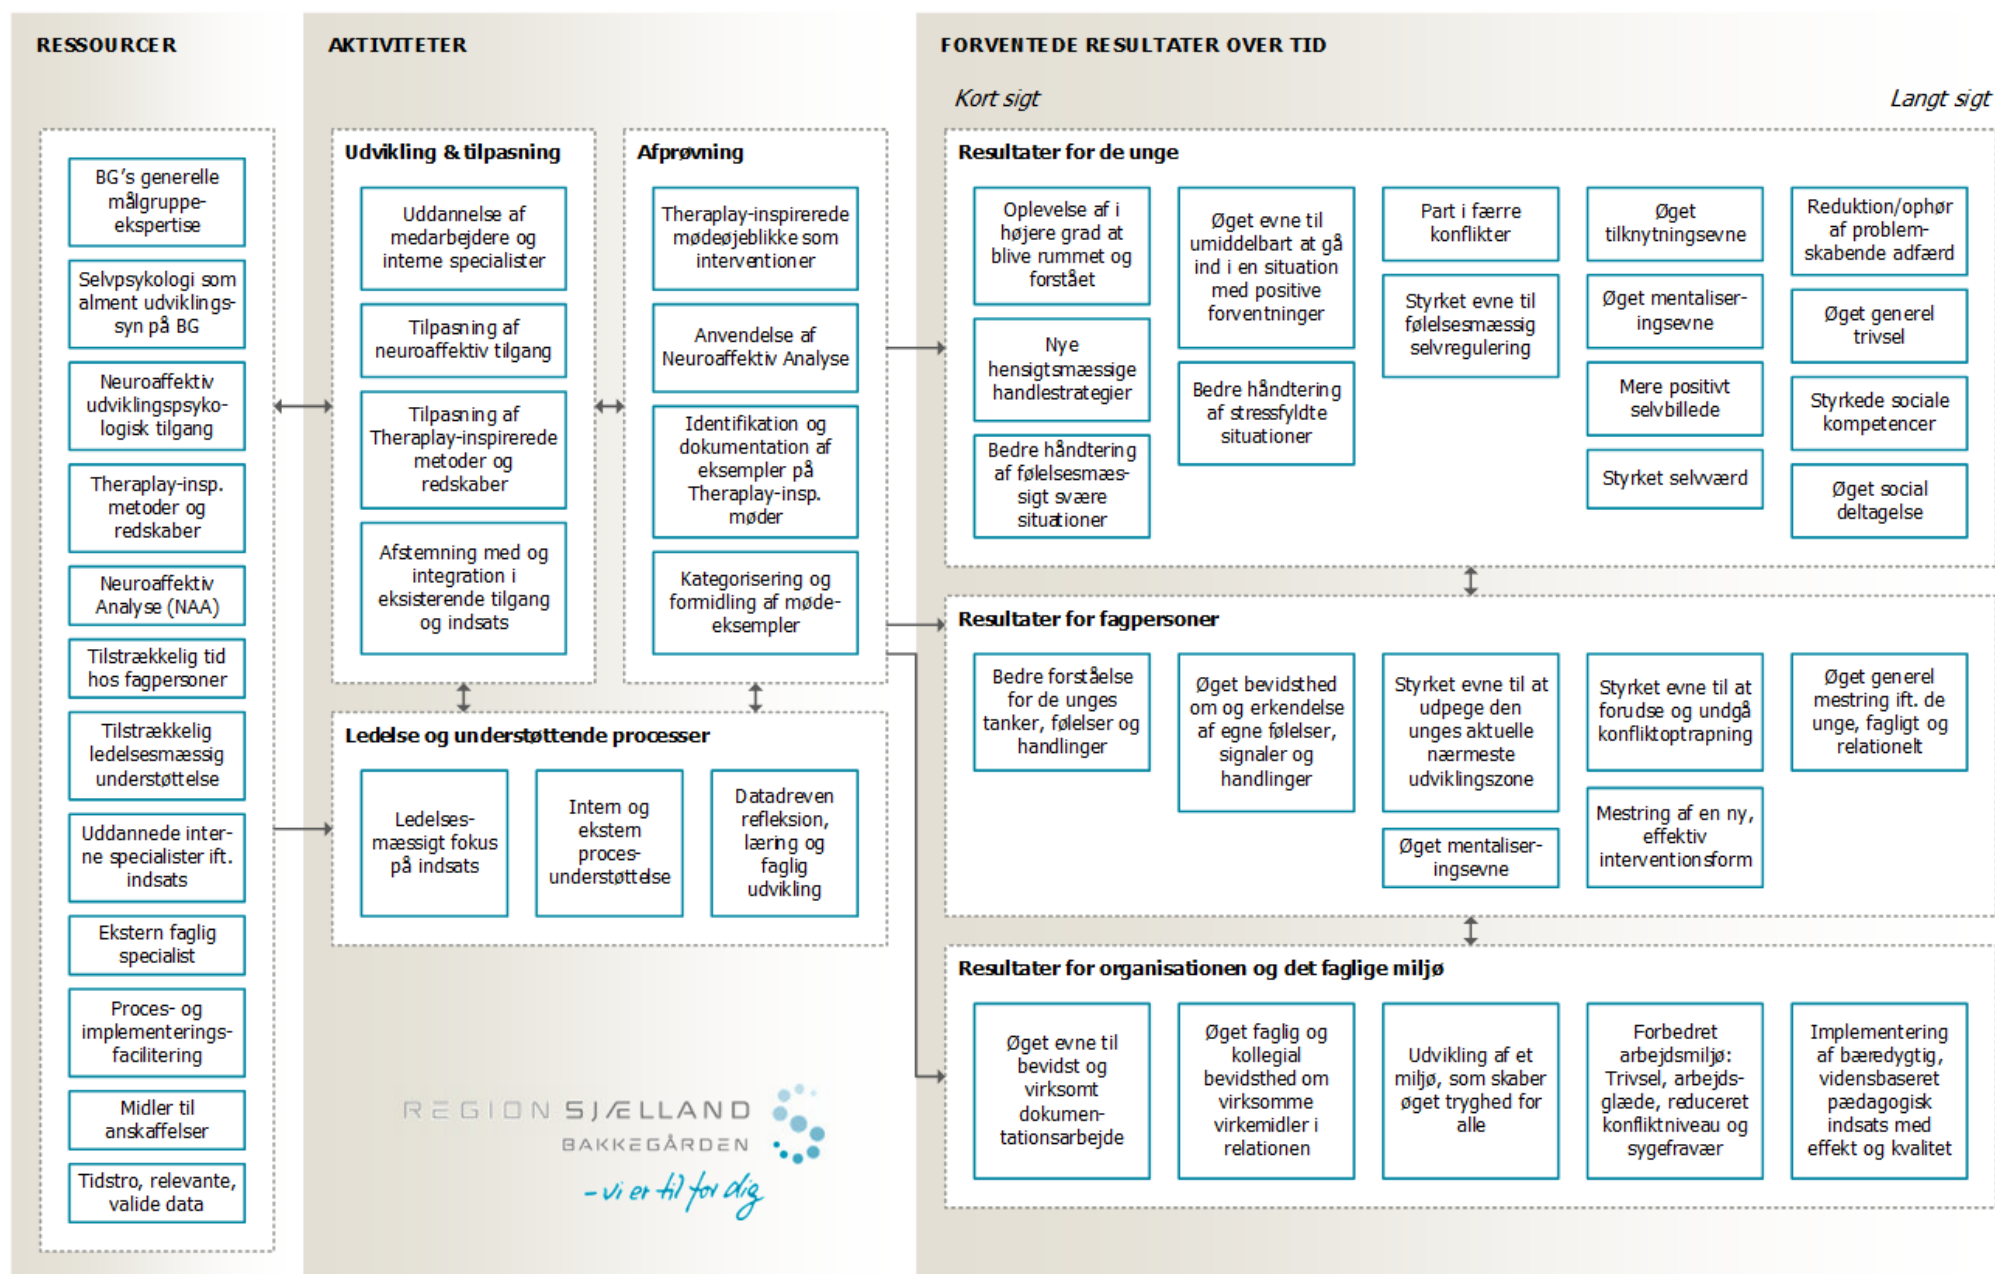 RESSOURCER
BG's generelle
målgruppe-
ekspertise
Selvpsykologi som
alment udviklings-
syn på BG
Neuroaffektiv
udviklingspsyko-
logisk tilgang
Theraplay-insp.
metoder og
redskaber
Neuroaffektiv
Analyse (NAA)
Tilstrækkelig tid
hos fagpersoner
Tilstrækkelig
ledelsesmæssig
understøttelse
Uddannede inter-
ne specialister ift.
indsats
Ekstern faglig
specialist
Proces- og
implementerings-
facilitering
Midler til
anskaffelser
Tidstro, relevante,
valide data
AKTIVITETER
Udvikling & tilpasning
Uddannelse af
medarbejdere og
interne specialister
Tilpasning af
neuroaffektiv tilgang
Tilpasning af
Theraplay-inspirerede
metoder og
redskaber
Afstemning med og
integration i
eksisterende tilgang
og indsats
Afprøvning
Theraplay-inspirerede
mødeøjeblikke som
interventioner
Anvendelse af
Neuroaffektiv Analyse
Identifikation og
dokumentation af
eksempler på
Theraplay-insp.
møder
Kategorisering og
formidling af møde-
eksempler
Ledelse og understøttende processer
Ledelses-
mæssigt fokus
på indsats
Intern og
ekstern
proces-
understøttelse
Datadreven
refleksion,
læring og
faglig
udvikling
REGION SJÆLLAND
BAKKEGÅRDEN
- vi er til for dig
FORVENTEDE RESULTATER OVER TID
Kort sigt
Langt sigt
Resultater for de unge
Oplevelse af i
højere grad at
blive rummet og
forstået
Nye
hensigtsmæssige
handlestrategier
Bedre håndtering
af følelsesmæs-
sigt svære
situationer
Øget evne til
umiddelbart at gå
ind i en situation
med positive
forventninger
Bedre håndtering
af stressfyldte
situationer
Part i færre
konflikter
Styrket evne til
følelsesmæssig
selvregulering
Øget
tilknytningsevne
Øget mentaliser-
ingsevne
Mere positivt
selvbillede
Styrket selvværd
Reduktion/ophør
af problem-
skabende adfærd
Øget generel
trivsel
Styrkede sociale
kompetencer
Øget social
deltagelse
Resultater for fagpersoner
Bedre forståelse
for de unges
tanker, følelser og
handlinger
Øget bevidsthed
om og erkendelse
af egne følelser,
signaler og
handlinger
Styrket evne til at
udpege den
unges aktuelle
nærmeste
udviklingszone
Øget mentaliser-
ingsevne
Styrket evne til at
forudse og undgå
konfliktoptrapning
Mestring af en ny,
effektiv
interventionsform
Øget generel
mestring ift. de
unge, fagligt og
relationelt
Resultater for organisationen og det faglige miljø
Øget evne til
bevidst og
virksomt
dokumen-
tationsarbejde
Øget faglig og
kollegial
bevidsthed om
virksomme
virkemidler i
relationen
Udvikling af et
miljø, som skaber
øget tryghed for
alle
Forbedret
arbejdsmiljø:
Trivsel, arbejds-
glæde, reduceret
konfliktniveau og
sygefravær
Implementering
af bæredygtig,
vidensbaseret
pædagogisk
indsats med
effekt og kvalitet